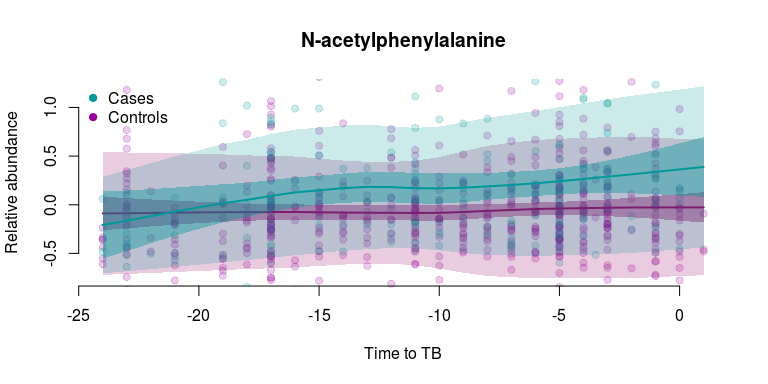 N-acetylphenylalanine
Cases
Controls
Relative abundance
1.0
0.5
0.0
-0.5
-25 -20 -15 -10 -5 0
Time to TB